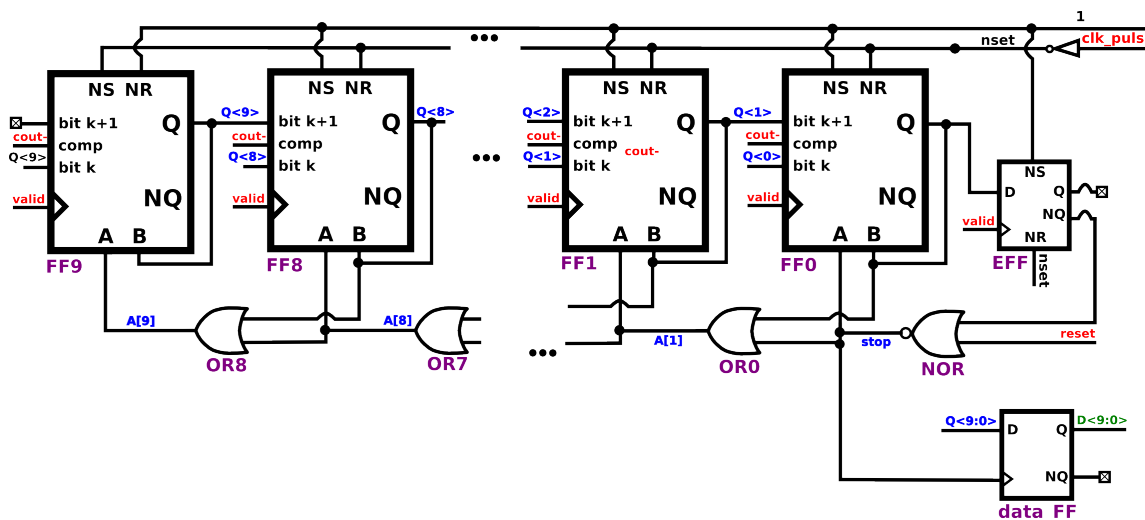 1
nset
clk_puls
NS NR
bit k+1
comp
bit k
Q
NQ
A B
cout-
Q<9>
valid
FF9
NS NR
bit k+1
comp
bit k
Q
NQ
A B
Q<9>
cout-
Q<8>
valid
FF8
Q<8>
•••
•••
NS NR
bit k+1
comp
cout-
bit k
Q
NQ
A B
Q<2>
cout-
Q<1>
valid
FF1
NS NR
bit k+1
comp
bit k
Q
NQ
A B
Q<1>
cout-
Q<0>
valid
FF0
NS
D
Q
NQ
NR
valid
EFF
nset
A[9]
OR8
A[8]
OR7
•••
A[1]
OR0
stop
NOR
reset
Q<9:0>
D
Q
NQ
D<9:0>
data FF